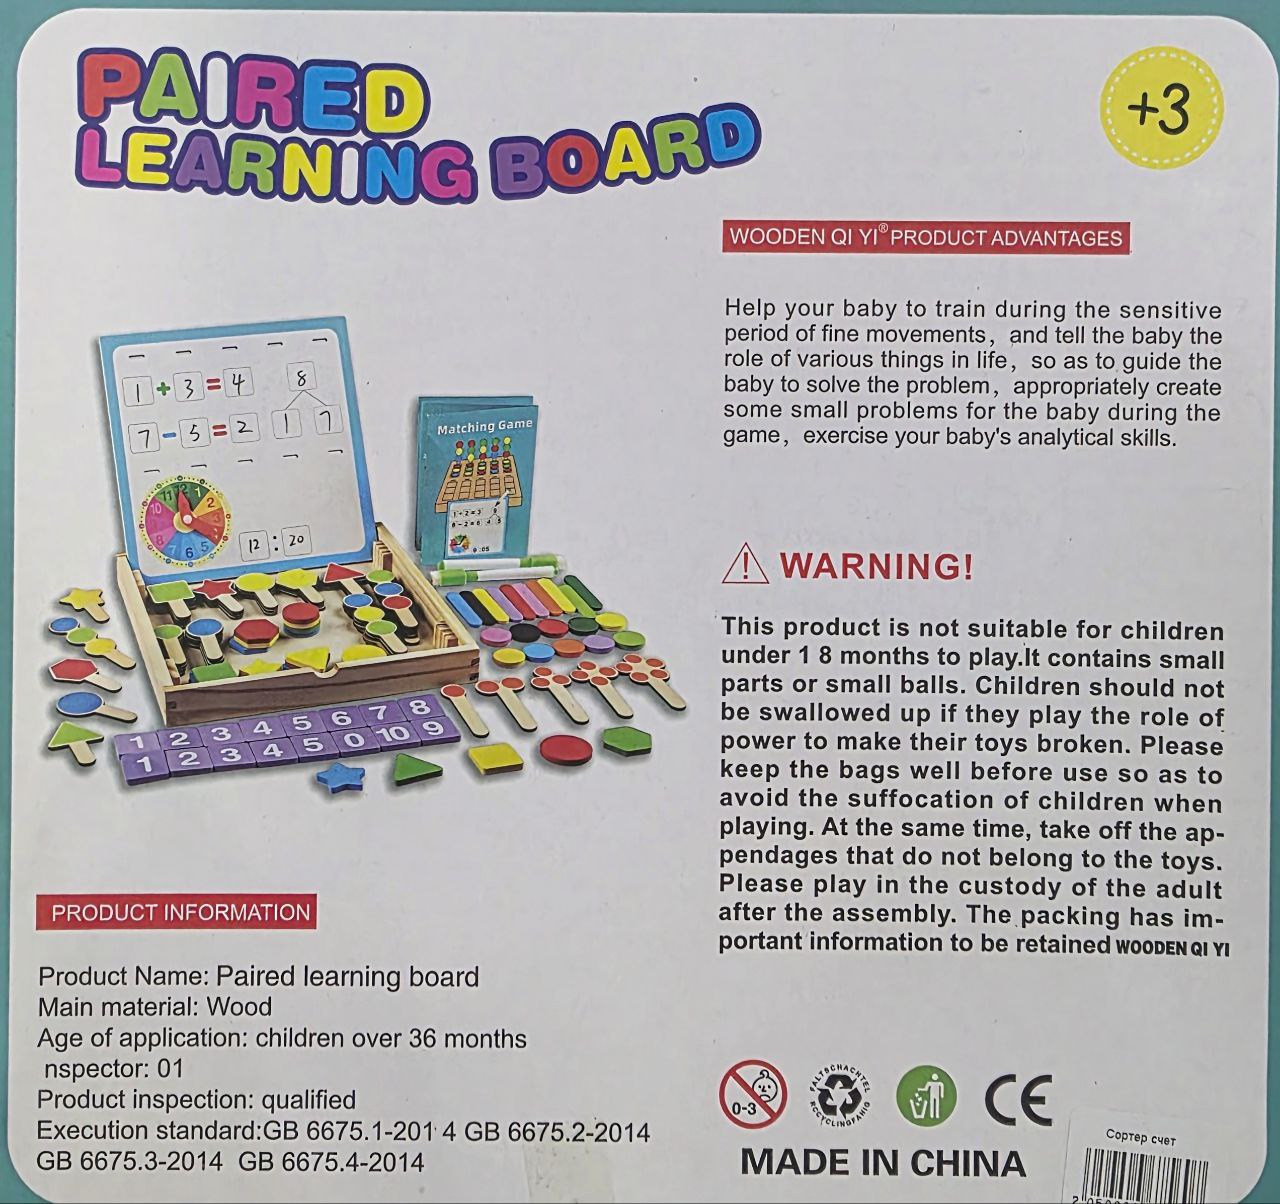 PAIRED
LEARNING BOARD
+3
WOODEN QI YI® PRODUCT ADVANTAGES
Help your baby to train during the sensitive
period of fine movements, and tell the baby the
role of various things in life, so as to guide the
baby to solve the problem, appropriately create
some small problems for the baby during the
game, exercise your baby's analytical skills.
1 + 3 = 4
8
7 - 5 = 2
1 7
12 : 20
Matching Game
1 2 3 4 5 6 7 8
1 2 3 4 5 0 10 9
WARNING!
This product is not suitable for children
under 1 8 months to play.It contains small
parts or small balls. Children should not
be swallowed up if they play the role of
power to make their toys broken. Please
keep the bags well before use so as to
avoid the suffocation of children when
playing. At the same time, take off the ap-
pendages that do not belong to the toys.
Please play in the custody of the adult
after the assembly. The packing has im-
portant information to be retained WOODEN QI YI
PRODUCT INFORMATION
Product Name: Paired learning board
Main material: Wood
Age of application: children over 36 months
nspector: 01
Product inspection: qualified
Execution standard:GB 6675.1-201 4 GB 6675.2-2014
GB 6675.3-2014 GB 6675.4-2014
0-3
FALTSCHACHTEL
CE
MADE IN CHINA
Сортер счет